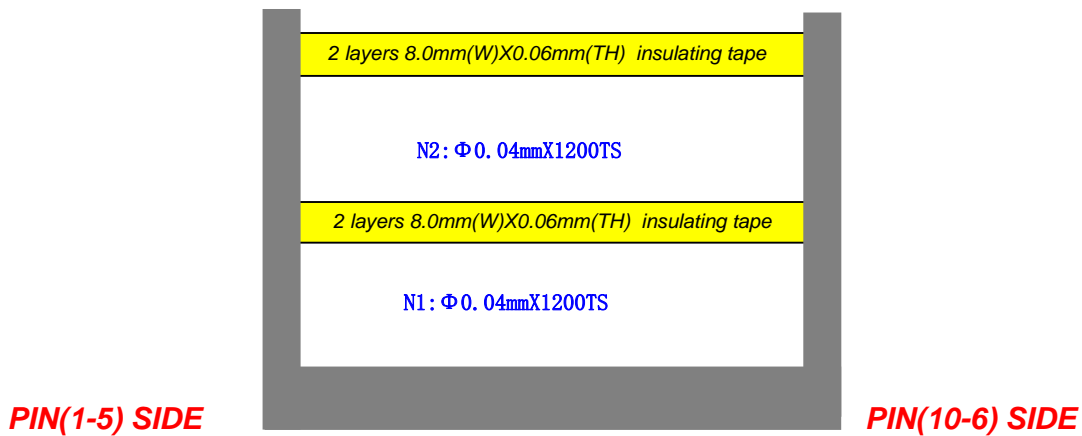 2 layers 8.0mm(W)X0.06mm(TH) insulating tape
N2:Φ0.04mmX1200TS
2 layers 8.0mm(W)X0.06mm(TH) insulating tape
N1:Φ0.04mmX1200TS
PIN(1-5) SIDE
PIN(10-6) SIDE